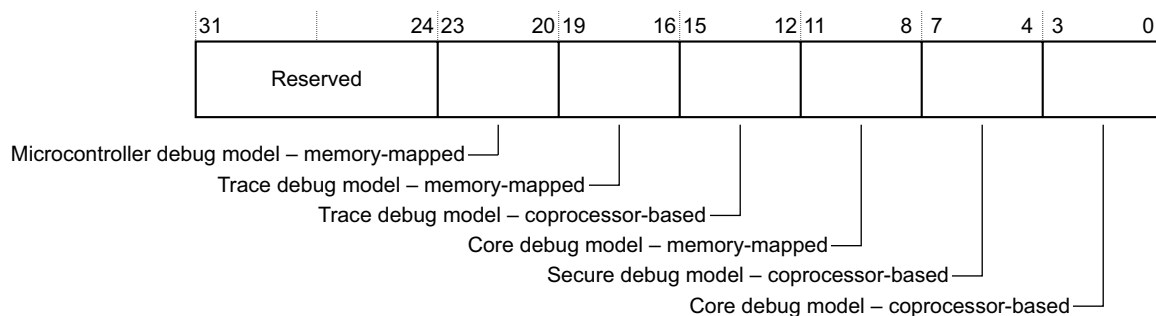 31 24 23 20 19 16 15 12 11 8 7 4 3 0
Reserved
Microcontroller debug model – memory-mapped
Trace debug model – memory-mapped
Trace debug model – coprocessor-based
Core debug model – memory-mapped
Secure debug model – coprocessor-based
Core debug model – coprocessor-based